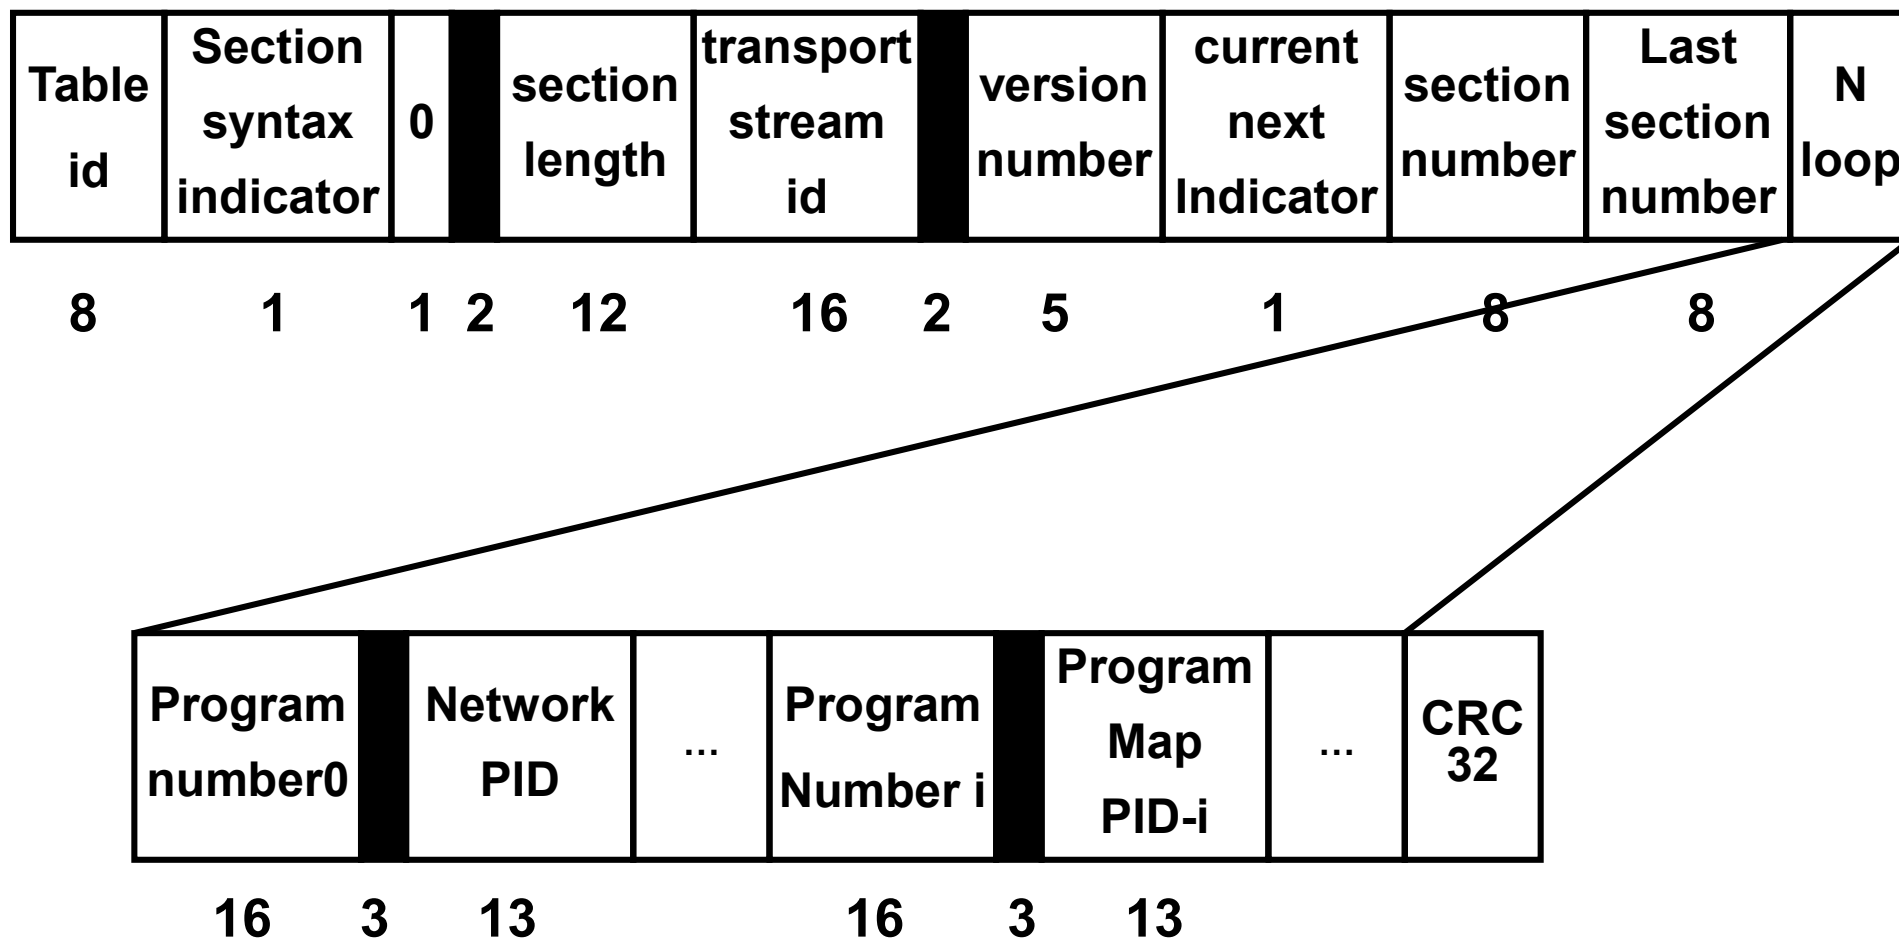 Table
id
Section
syntax
indicator
0
section
length
transport
stream
id
version
number
current
next
Indicator
section
number
Last
section
number
N
loop
8 1 1 2 12 16 2 5 1 8 8
Program
number0
Network
PID
...
Program
Number i
Program
Map
PID-i
...
CRC
32
16 3 13 16 3 13